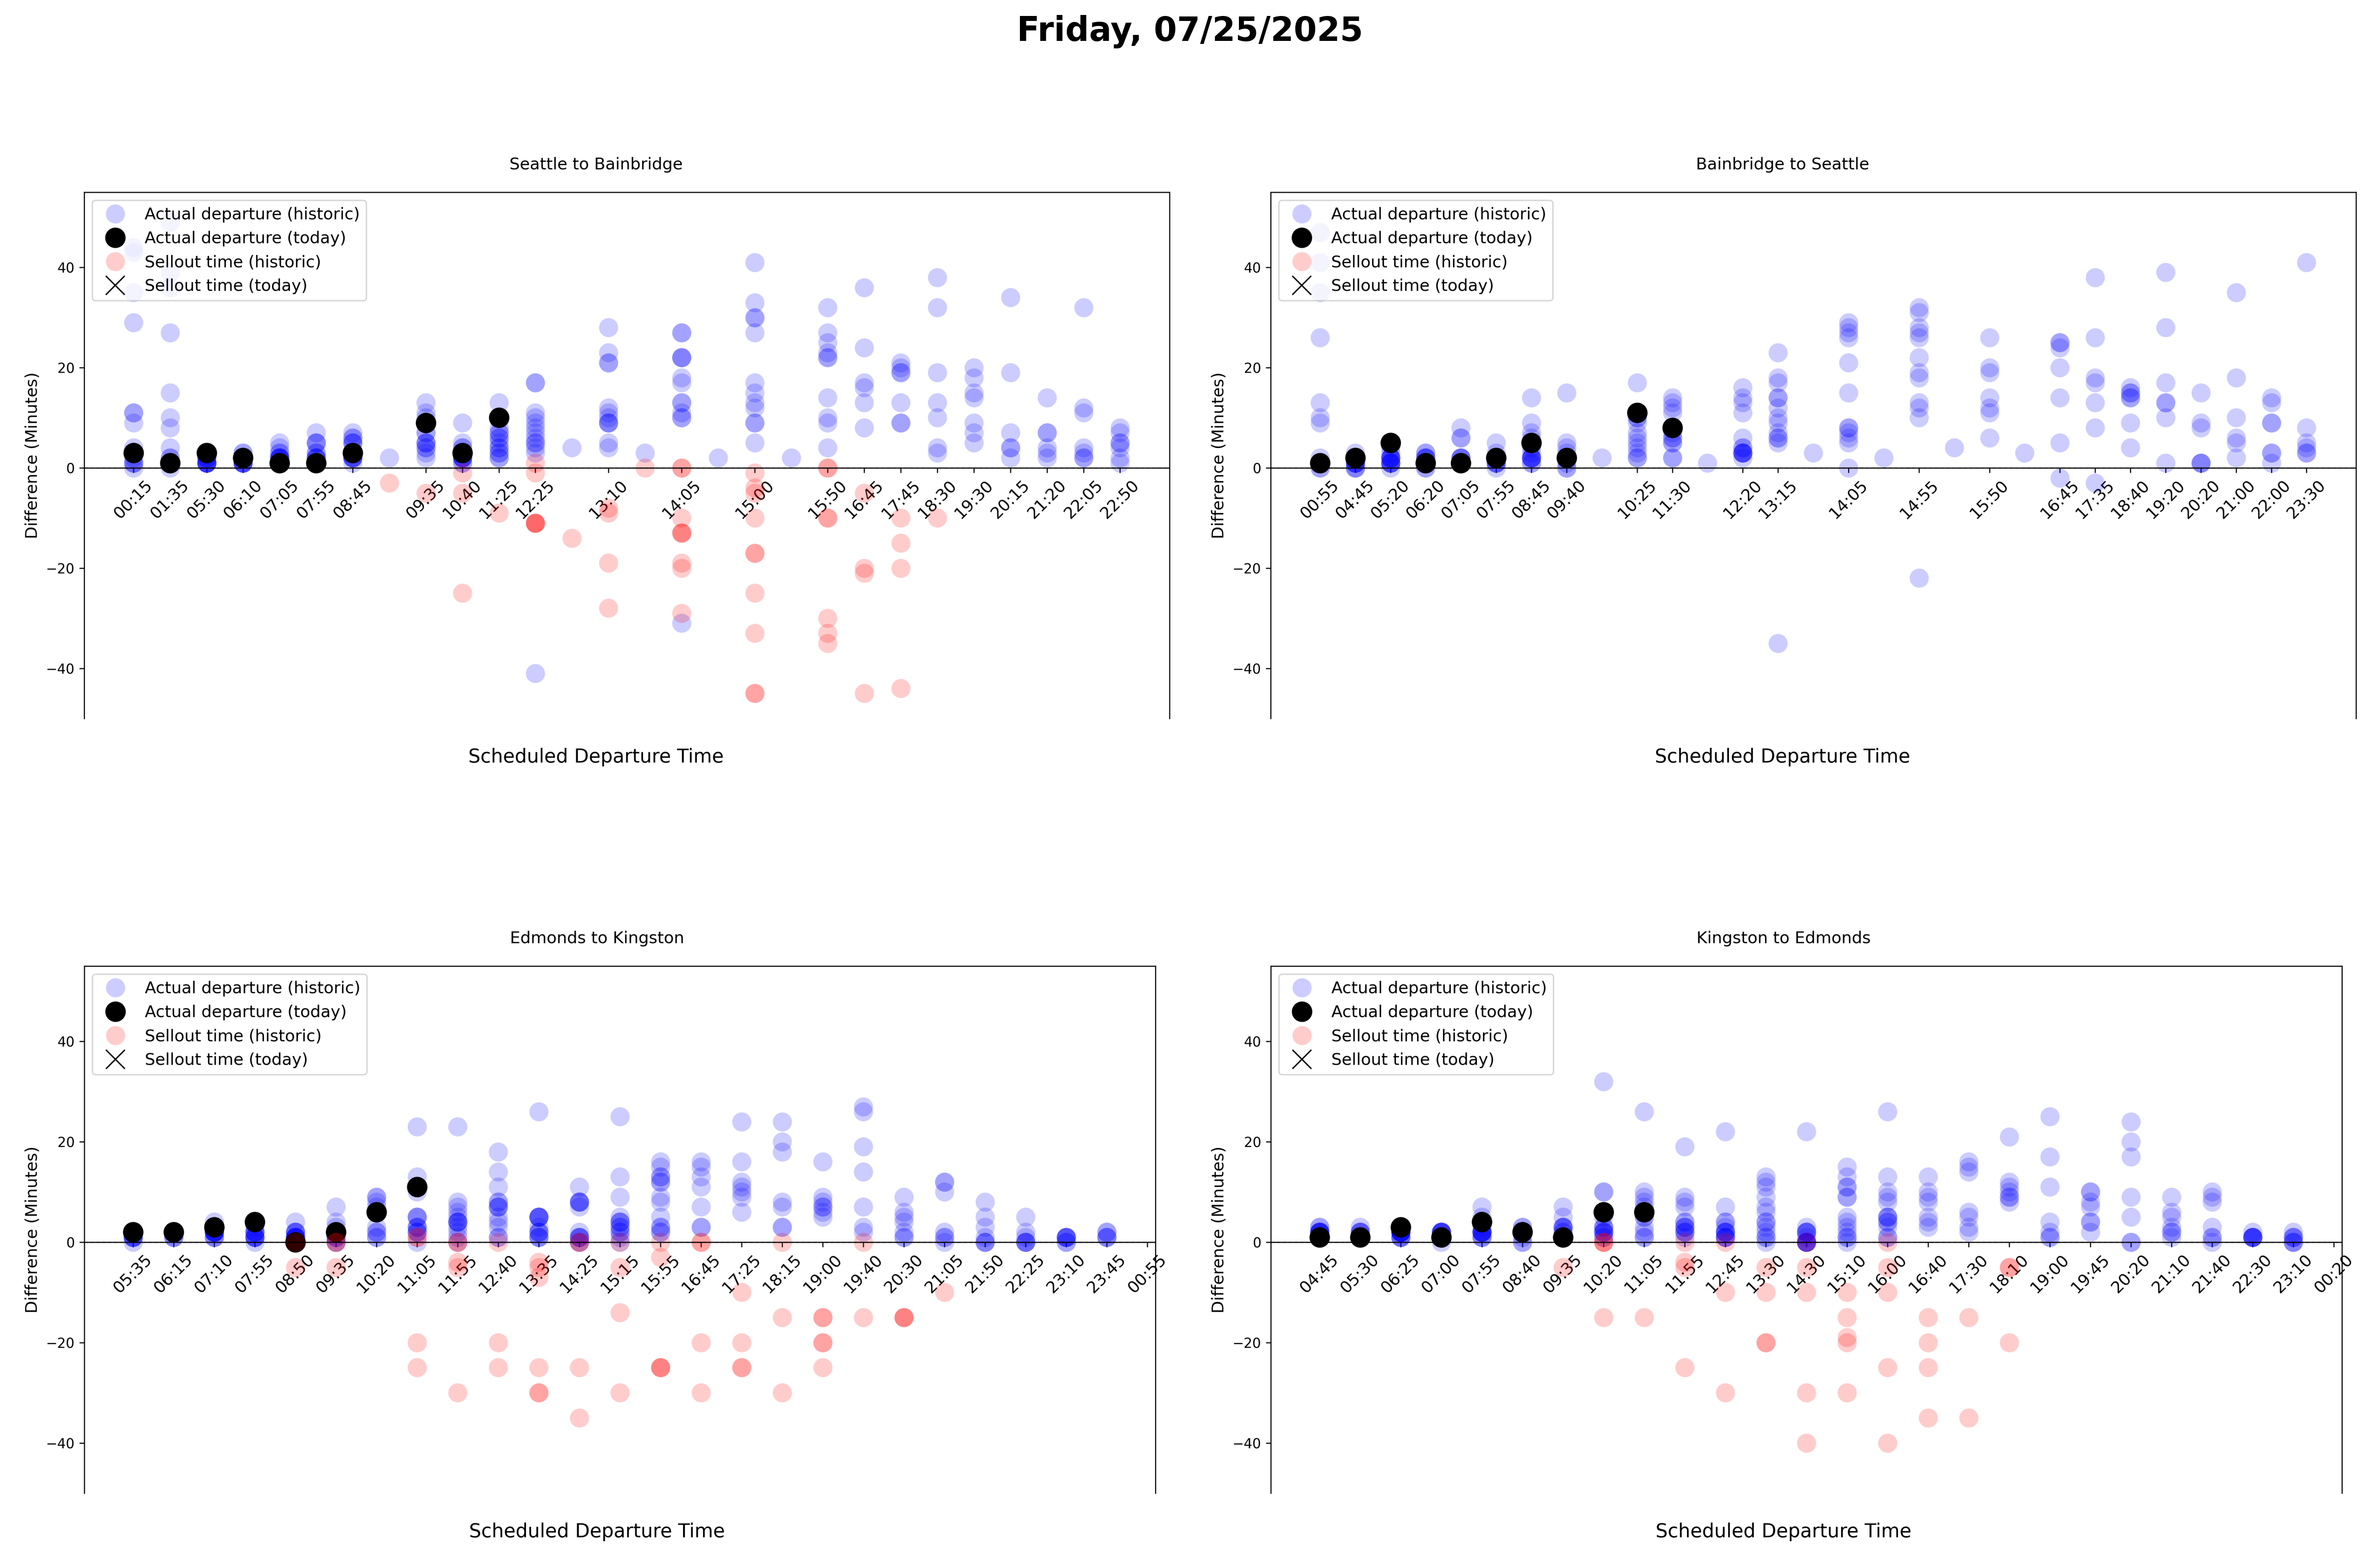 Friday, 07/25/2025
Seattle to Bainbridge
Actual departure (historic)
Actual departure (today)
Sellout time (historic)
Sellout time (today)
Difference (Minutes)
40
20
0
−20
−40
00:15 01:35 05:30 06:10 07:05 07:55 08:45 09:35 10:40 11:25 12:25 13:10 14:05 15:00 15:50 16:45 17:45 18:30 19:30 20:15 21:20 22:05 22:50
Scheduled Departure Time
Bainbridge to Seattle
Actual departure (historic)
Actual departure (today)
Sellout time (historic)
Sellout time (today)
Difference (Minutes)
40
20
0
−20
−40
00:55 04:45 05:20 06:20 07:05 07:55 08:45 09:40 10:25 11:30 12:20 13:15 14:05 14:55 15:50 16:45 17:35 18:40 19:20 20:20 21:00 22:00 23:30
Scheduled Departure Time
Edmonds to Kingston
Actual departure (historic)
Actual departure (today)
Sellout time (historic)
Sellout time (today)
Difference (Minutes)
40
20
0
−20
−40
05:35 06:15 07:10 07:55 08:50 09:35 10:20 11:05 11:55 12:40 13:35 14:25 15:15 15:55 16:45 17:25 18:15 19:00 19:40 20:30 21:05 21:50 22:25 23:10 23:45 00:55
Scheduled Departure Time
Kingston to Edmonds
Actual departure (historic)
Actual departure (today)
Sellout time (historic)
Sellout time (today)
Difference (Minutes)
40
20
0
−20
−40
04:45 05:30 06:25 07:00 07:55 08:40 09:35 10:20 11:05 11:55 12:45 13:30 14:30 15:10 16:00 16:40 17:30 18:10 19:00 19:45 20:20 21:10 21:40 22:30 23:10 00:20
Scheduled Departure Time